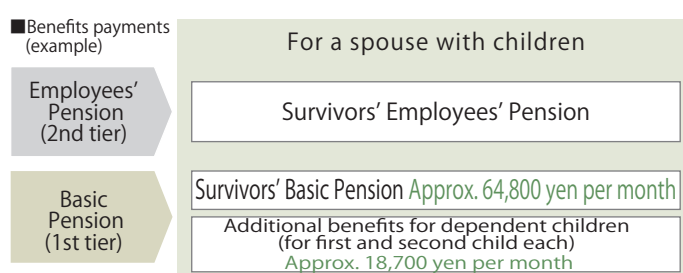 ■Benefits payments
(example)
For a spouse with children
Employees’
Pension
(2nd tier)
Survivors’ Employees’ Pension
Basic
Pension
(1st tier)
Survivors’ Basic Pension Approx. 64,800 yen per month
Additional benefits for dependent children
(for first and second child each)
Approx. 18,700 yen per month